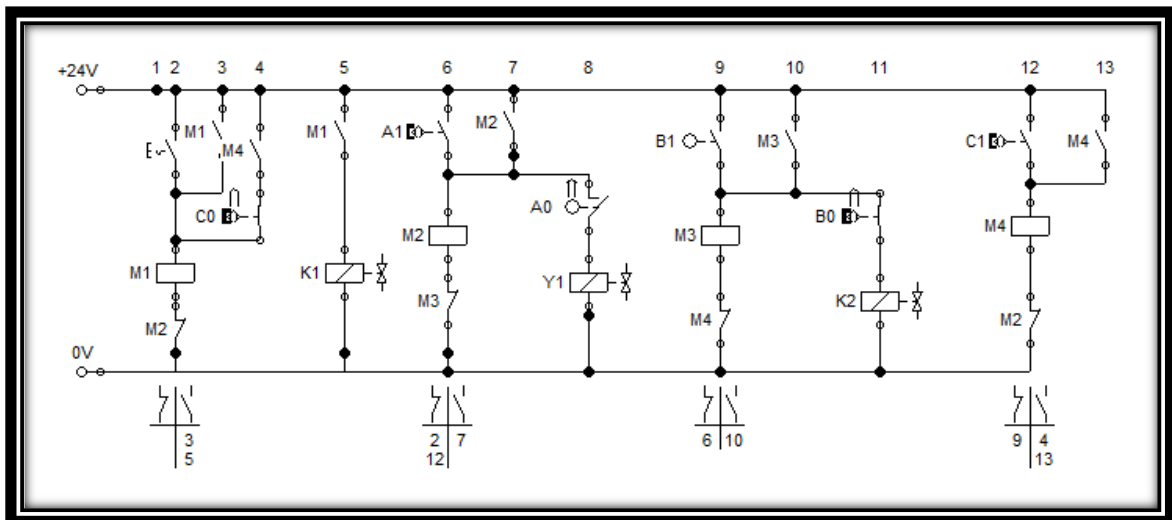 +24V 1 2 3 4 5 6 7 8 9 10 11 12 13
M1 M1 A1 M2 B1 M3 C1 M4
M4
C0 A0 B0
M2 M3 M4
M1 K1 Y1
M3 K2
M2 M4 M2
0V
3 2 7 6 10 9 4
5 12 13